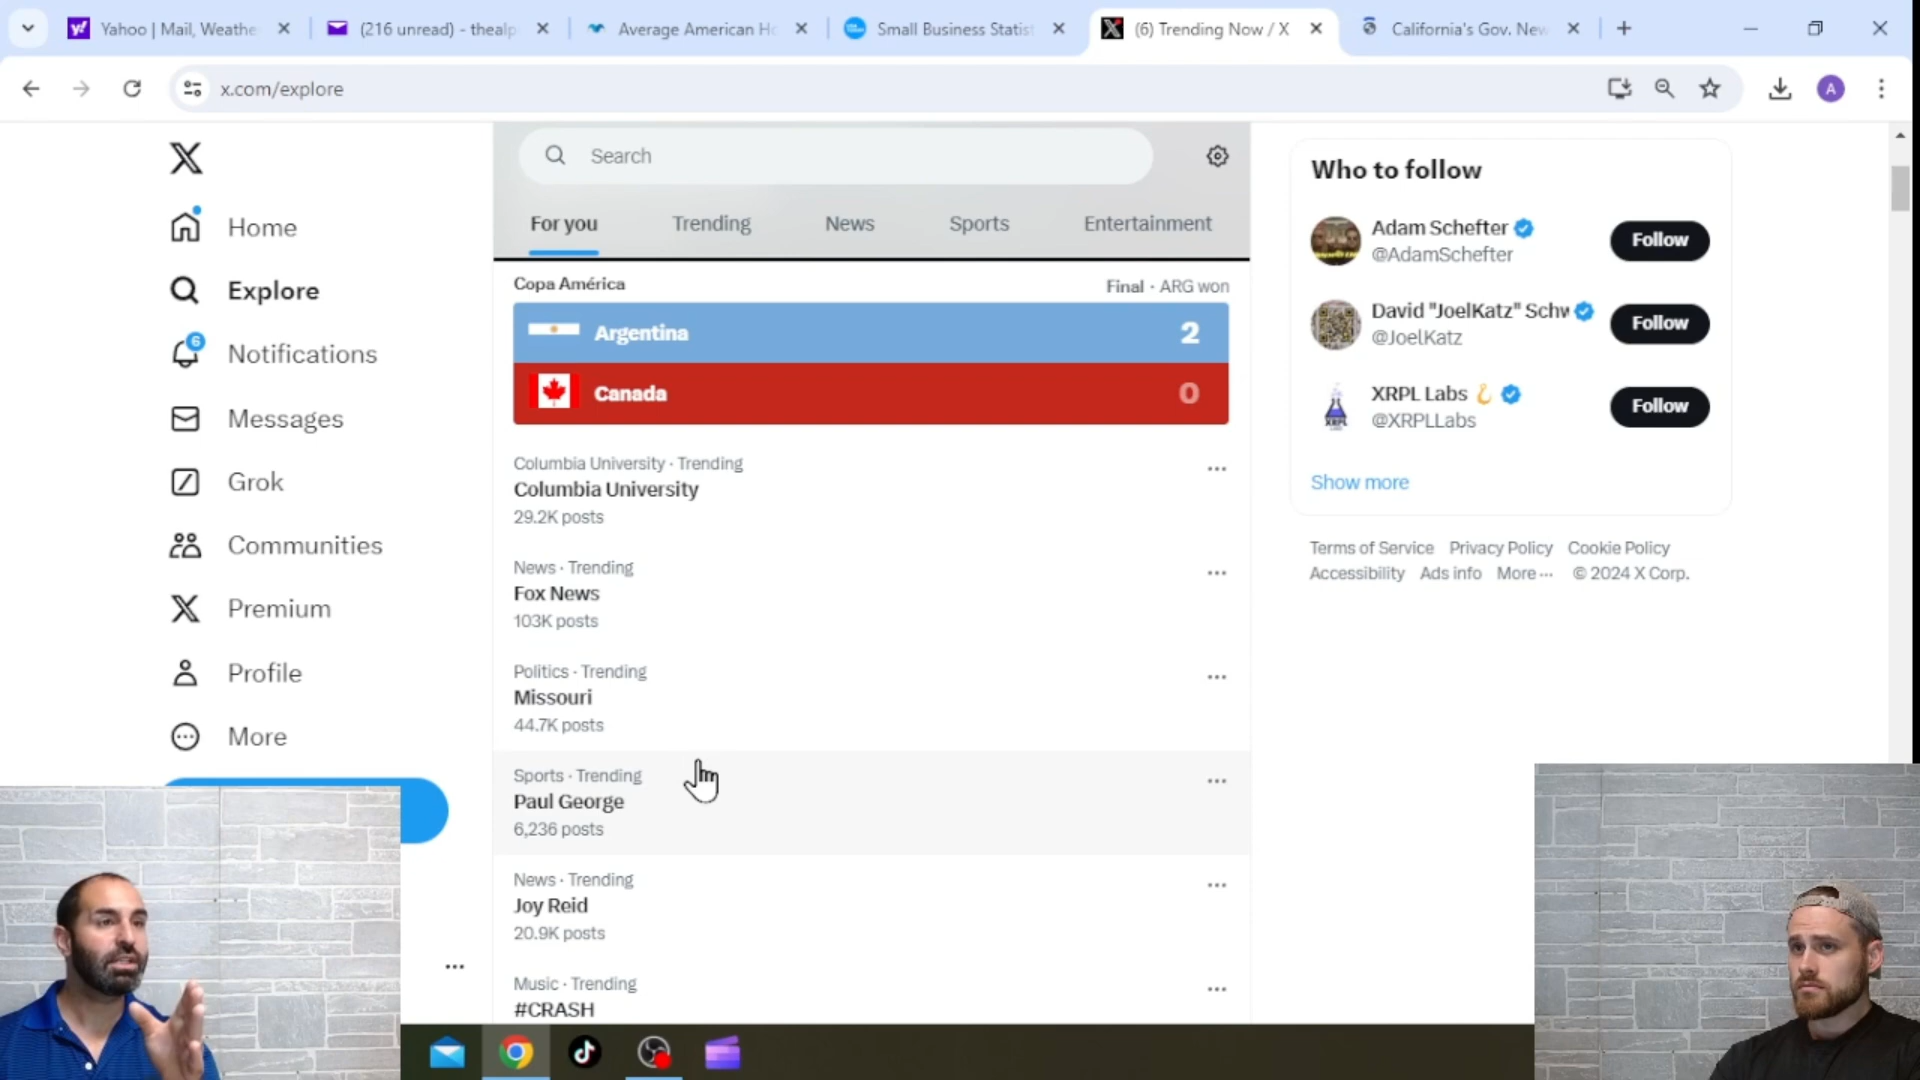 Yahoo | Mail, Weathe
(216 unread) - thealp
Average American Ho
Small Business Statist
(6) Trending Now / X
California's Gov. New
x.com/explore
A
Home
Explore
6
Notifications
Messages
Grok
Communities
Premium
Profile
More
Search
For you
Trending
News
Sports
Entertainment
Copa América
Final · ARG won
Argentina
2
Canada
0
Columbia University · Trending
Columbia University
29.2K posts
News · Trending
Fox News
103K posts
Politics · Trending
Missouri
44.7K posts
Sports · Trending
Paul George
6,236 posts
News · Trending
Joy Reid
20.9K posts
Music · Trending
#CRASH
Who to follow
Adam Schefter
@AdamSchefter
Follow
David "JoelKatz" Schw
@JoelKatz
Follow
XRPL Labs
@XRPLLabs
Follow
Show more
Terms of Service Privacy Policy Cookie Policy
Accessibility Ads info More ··· © 2024 X Corp.